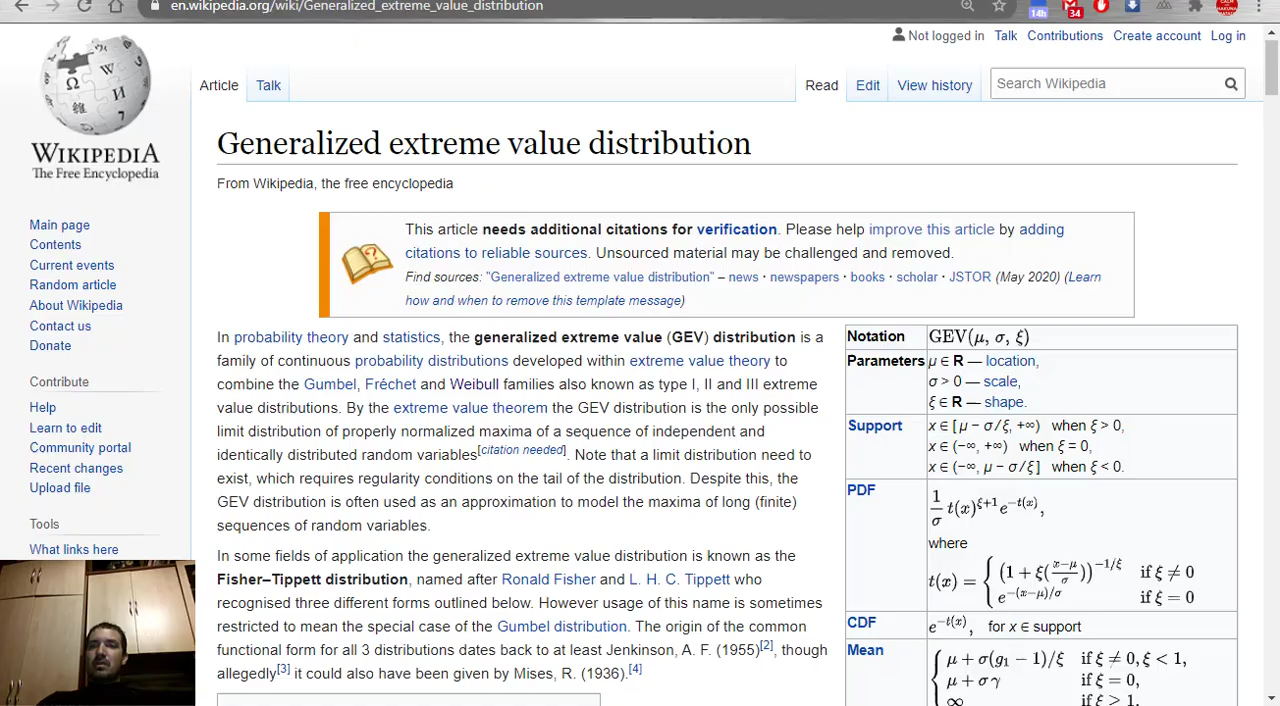 en.wikipedia.org/wiki/Generalized_extreme_value_distribution
14h
34
Not logged in Talk Contributions Create account Log in
Article Talk Read Edit View history Search Wikipedia
WIKIPEDIA
The Free Encyclopedia
Main page
Contents
Current events
Random article
About Wikipedia
Contact us
Donate
Contribute
Help
Learn to edit
Community portal
Recent changes
Upload file
Tools
What links here
Generalized extreme value distribution
From Wikipedia, the free encyclopedia
This article needs additional citations for verification. Please help improve this article by adding
citations to reliable sources. Unsourced material may be challenged and removed.
Find sources: "Generalized extreme value distribution" – news · newspapers · books · scholar · JSTOR (May 2020) (Learn
how and when to remove this template message)
In probability theory and statistics, the generalized extreme value (GEV) distribution is a
family of continuous probability distributions developed within extreme value theory to
combine the Gumbel, Fréchet and Weibull families also known as type I, II and III extreme
value distributions. By the extreme value theorem the GEV distribution is the only possible
limit distribution of properly normalized maxima of a sequence of independent and
identically distributed random variables[citation needed]. Note that a limit distribution need to
exist, which requires regularity conditions on the tail of the distribution. Despite this, the
GEV distribution is often used as an approximation to model the maxima of long (finite)
sequences of random variables.
In some fields of application the generalized extreme value distribution is known as the
Fisher–Tippett distribution, named after Ronald Fisher and L. H. C. Tippett who
recognised three different forms outlined below. However usage of this name is sometimes
restricted to mean the special case of the Gumbel distribution. The origin of the common
functional form for all 3 distributions dates back to at least Jenkinson, A. F. (1955)[2], though
allegedly[3] it could also have been given by Mises, R. (1936).[4]
Notation GEV(μ, σ, ξ)
Parameters μ ∈ R — location,
σ > 0 — scale,
ξ ∈ R — shape.
Support x ∈ [ μ − σ / ξ, +∞) when ξ > 0,
x ∈ (−∞, +∞) when ξ = 0,
x ∈ (−∞, μ − σ / ξ ] when ξ < 0.
PDF 1/σ t(x)^(ξ+1) e^(−t(x)),
where
t(x) = { (1 + ξ((x−μ)/σ))^(−1/ξ) if ξ ≠ 0
e^(−(x−μ)/σ) if ξ = 0
CDF e^(−t(x)), for x ∈ support
Mean { μ + σ(g₁ − 1)/ξ if ξ ≠ 0, ξ < 1,
μ + σ γ if ξ = 0,
∞ if ξ ≥ 1,